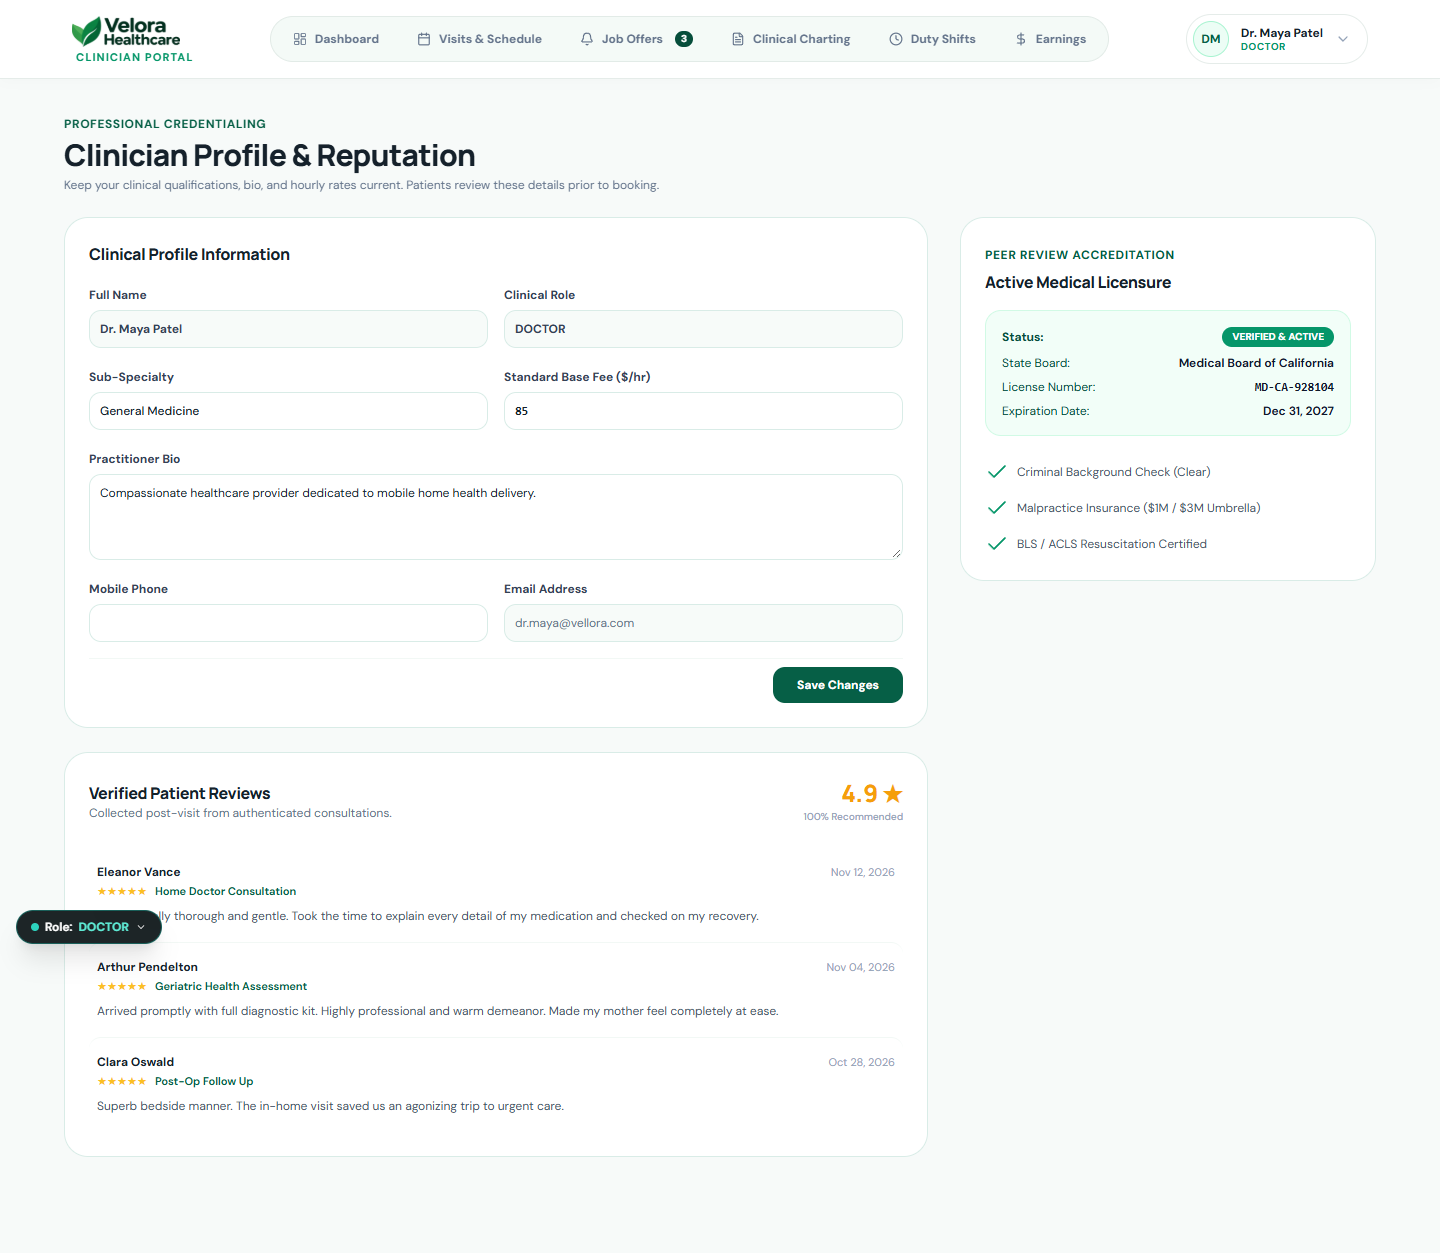 Velora
Healthcare
CLINICIAN PORTAL
Dashboard
Visits & Schedule
Job Offers 3
Clinical Charting
Duty Shifts
Earnings
DM
Dr. Maya Patel
DOCTOR
PROFESSIONAL CREDENTIALING
Clinician Profile & Reputation
Keep your clinical qualifications, bio, and hourly rates current. Patients review these details prior to booking.
Clinical Profile Information
Full Name
Dr. Maya Patel
Clinical Role
DOCTOR
Sub-Specialty
General Medicine
Standard Base Fee ($/hr)
85
Practitioner Bio
Compassionate healthcare provider dedicated to mobile home health delivery.
Mobile Phone
Email Address
dr.maya@vellora.com
Save Changes
PEER REVIEW ACCREDITATION
Active Medical Licensure
Status: VERIFIED & ACTIVE
State Board: Medical Board of California
License Number: MD-CA-928104
Expiration Date: Dec 31, 2027
Criminal Background Check (Clear)
Malpractice Insurance ($1M / $3M Umbrella)
BLS / ACLS Resuscitation Certified
Verified Patient Reviews
Collected post-visit from authenticated consultations.
4.9 ★
100% Recommended
Eleanor Vance
Nov 12, 2026
★★★★★ Home Doctor Consultation
thorough and gentle. Took the time to explain every detail of my medication and checked on my recovery.
Role: DOCTOR
Arthur Pendelton
Nov 04, 2026
★★★★★ Geriatric Health Assessment
Arrived promptly with full diagnostic kit. Highly professional and warm demeanor. Made my mother feel completely at ease.
Clara Oswald
Oct 28, 2026
★★★★★ Post-Op Follow Up
Superb bedside manner. The in-home visit saved us an agonizing trip to urgent care.